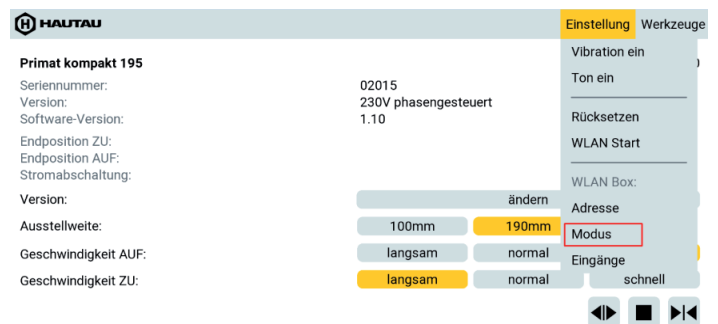 HAUTAU
Einstellung Werkzeuge
Primat kompakt 195
Seriennummer: 02015
Version: 230V phasengesteuert
Software-Version: 1.10
Endposition ZU:
Endposition AUF:
Stromabschaltung:
Version: ändern
Ausstellweite: 100mm 190mm
Geschwindigkeit AUF: langsam normal
Geschwindigkeit ZU: langsam normal schnell
Vibration ein
Ton ein
Rücksetzen
WLAN Start
WLAN Box:
Adresse
Modus
Eingänge